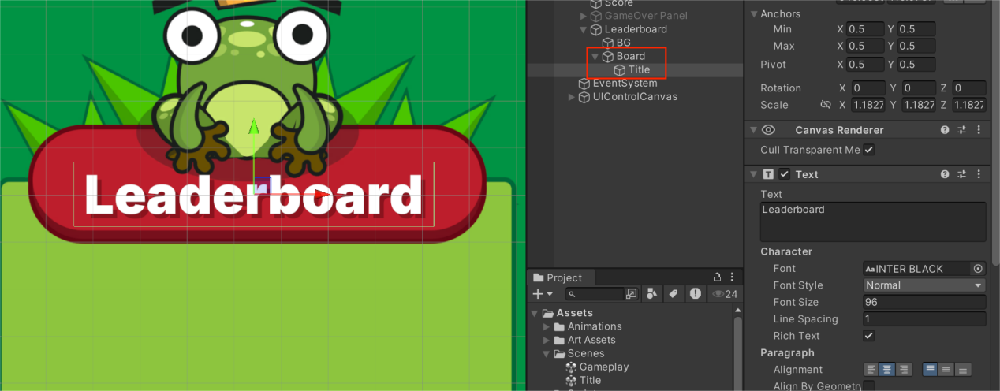 Leaderboard
Score
GameOver Panel
Leaderboard
BG
Board
Title
EventSystem
UIControlCanvas
Project
24
Assets
Animations
Art Assets
Scenes
Gameplay
Title
Anchors
Min X 0.5 Y 0.5
Max X 0.5 Y 0.5
Pivot X 0.5 Y 0.5
Rotation X 0 Y 0 Z 0
Scale X 1.1827 Y 1.1827 Z 1.1827
Canvas Renderer
Cull Transparent Me
Text
Text
Leaderboard
Character
Font Aa INTER BLACK
Font Style Normal
Font Size 96
Line Spacing 1
Rich Text
Paragraph
Alignment
Align By Geometry